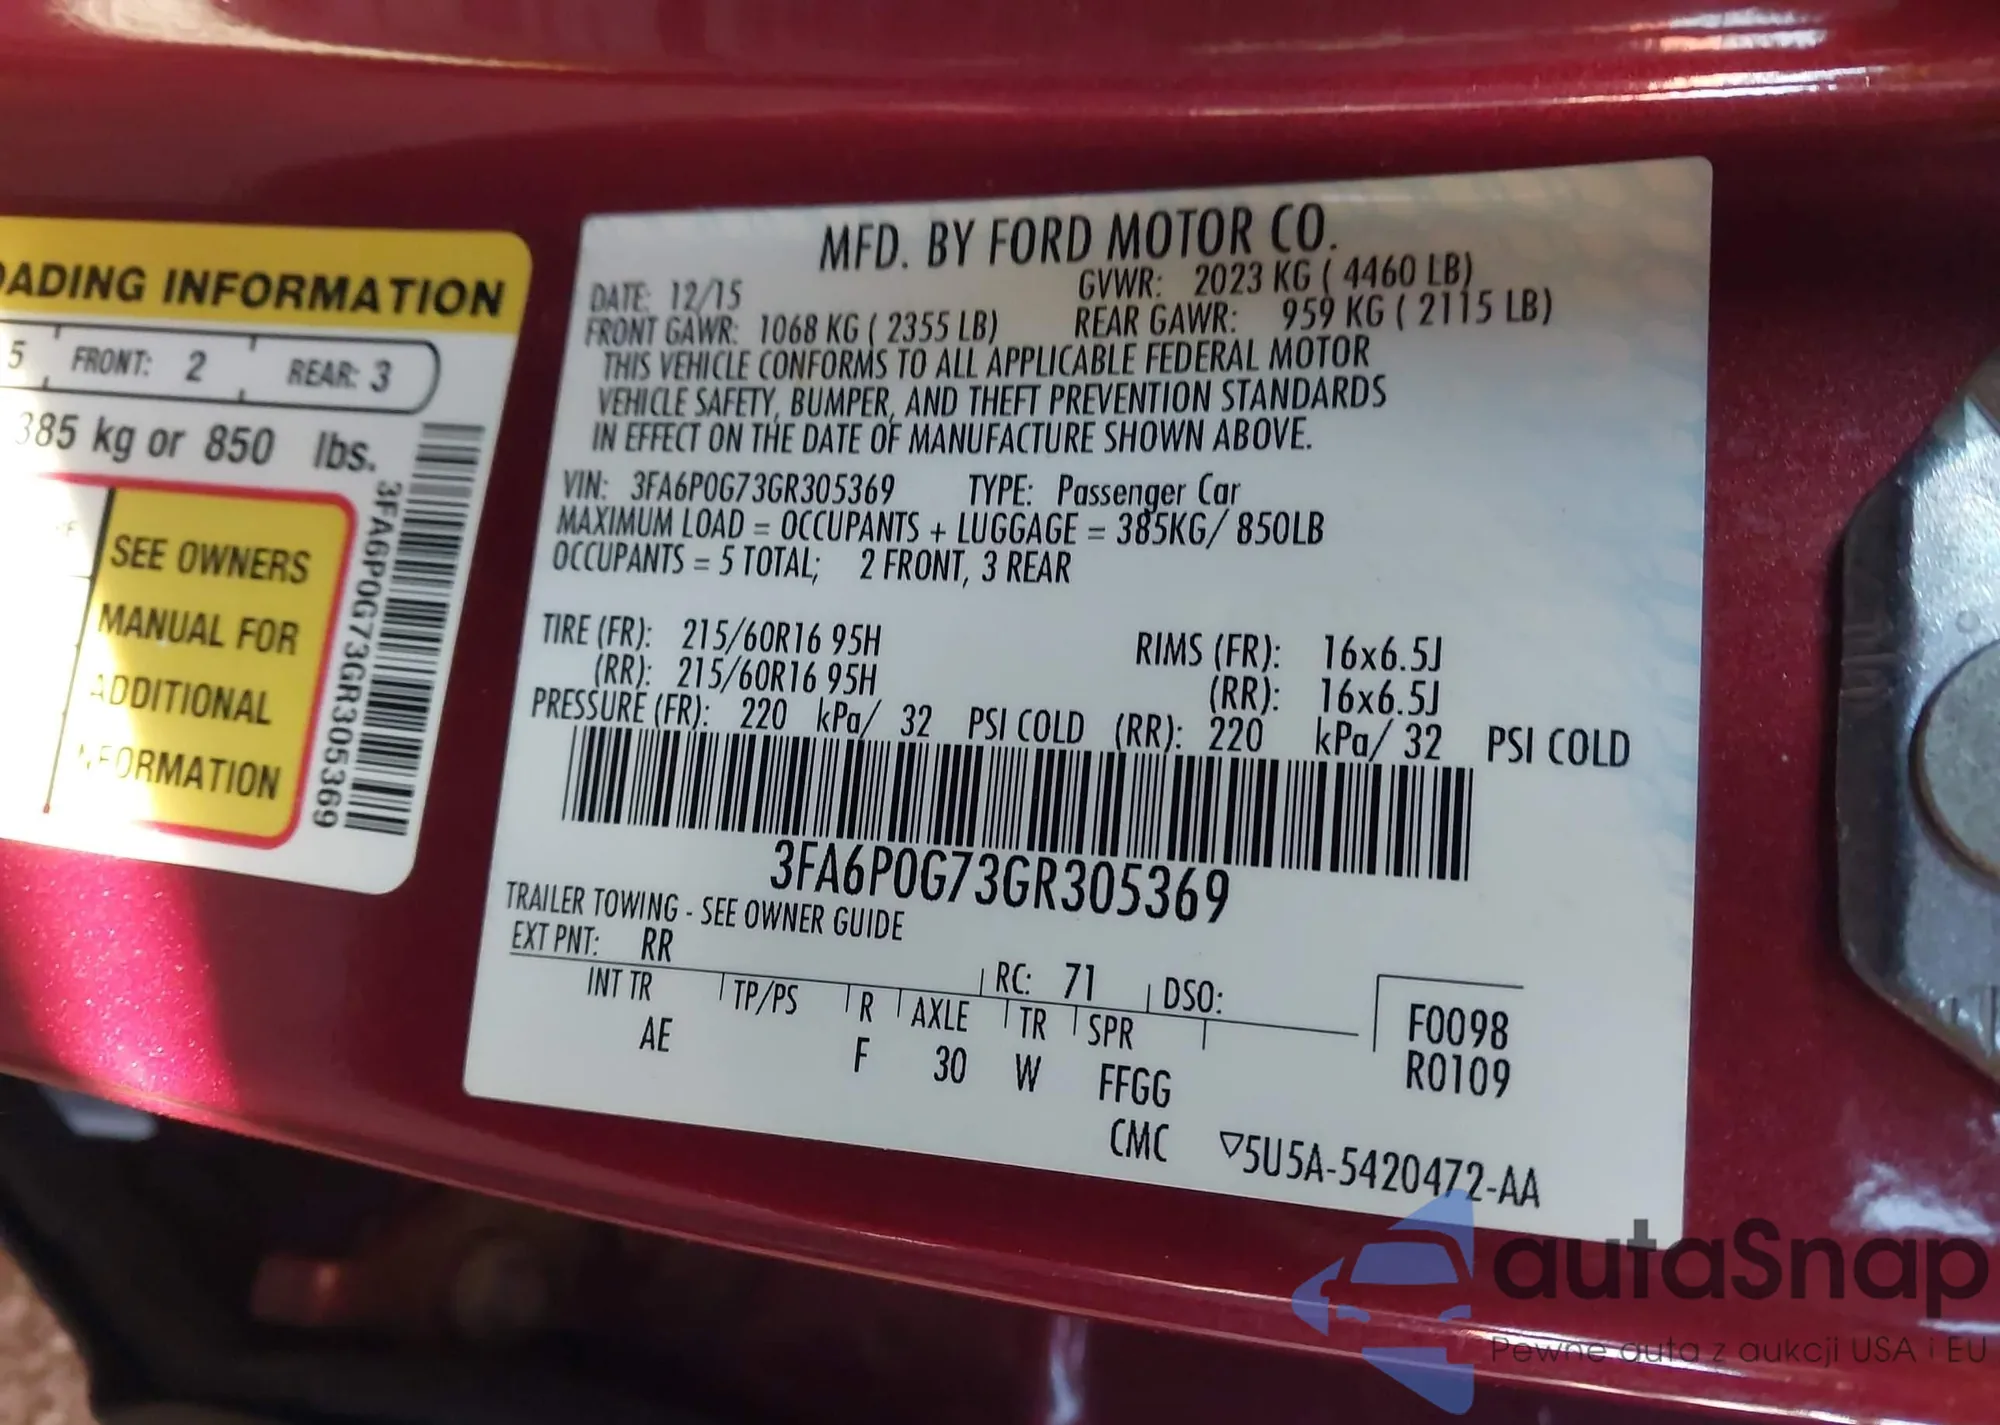 ADING INFORMATION
5 FRONT: 2 REAR: 3
385 kg or 850 lbs.
SEE OWNERS
MANUAL FOR
ADDITIONAL
INFORMATION
3FA6P0G73GR305369
MFD. BY FORD MOTOR CO.
DATE: 12/15 GVWR: 2023 KG ( 4460 LB)
FRONT GAWR: 1068 KG ( 2355 LB) REAR GAWR: 959 KG ( 2115 LB)
THIS VEHICLE CONFORMS TO ALL APPLICABLE FEDERAL MOTOR
VEHICLE SAFETY, BUMPER, AND THEFT PREVENTION STANDARDS
IN EFFECT ON THE DATE OF MANUFACTURE SHOWN ABOVE.
VIN: 3FA6P0G73GR305369 TYPE: Passenger Car
MAXIMUM LOAD = OCCUPANTS + LUGGAGE = 385KG/ 850LB
OCCUPANTS = 5 TOTAL; 2 FRONT, 3 REAR
TIRE (FR): 215/60R16 95H RIMS (FR): 16x6.5J
(RR): 215/60R16 95H (RR): 16x6.5J
PRESSURE (FR): 220 kPa/ 32 PSI COLD (RR): 220 kPa/ 32 PSI COLD
3FA6P0G73GR305369
TRAILER TOWING - SEE OWNER GUIDE
EXT PNT: RR RC: 71 DSO:
INT TR TP/PS R AXLE TR SPR F0098
AE F 30 W FFGG R0109
CMC ▽5U5A-5420472-AA
autaSnap
Pewne auta z aukcji USA i EU